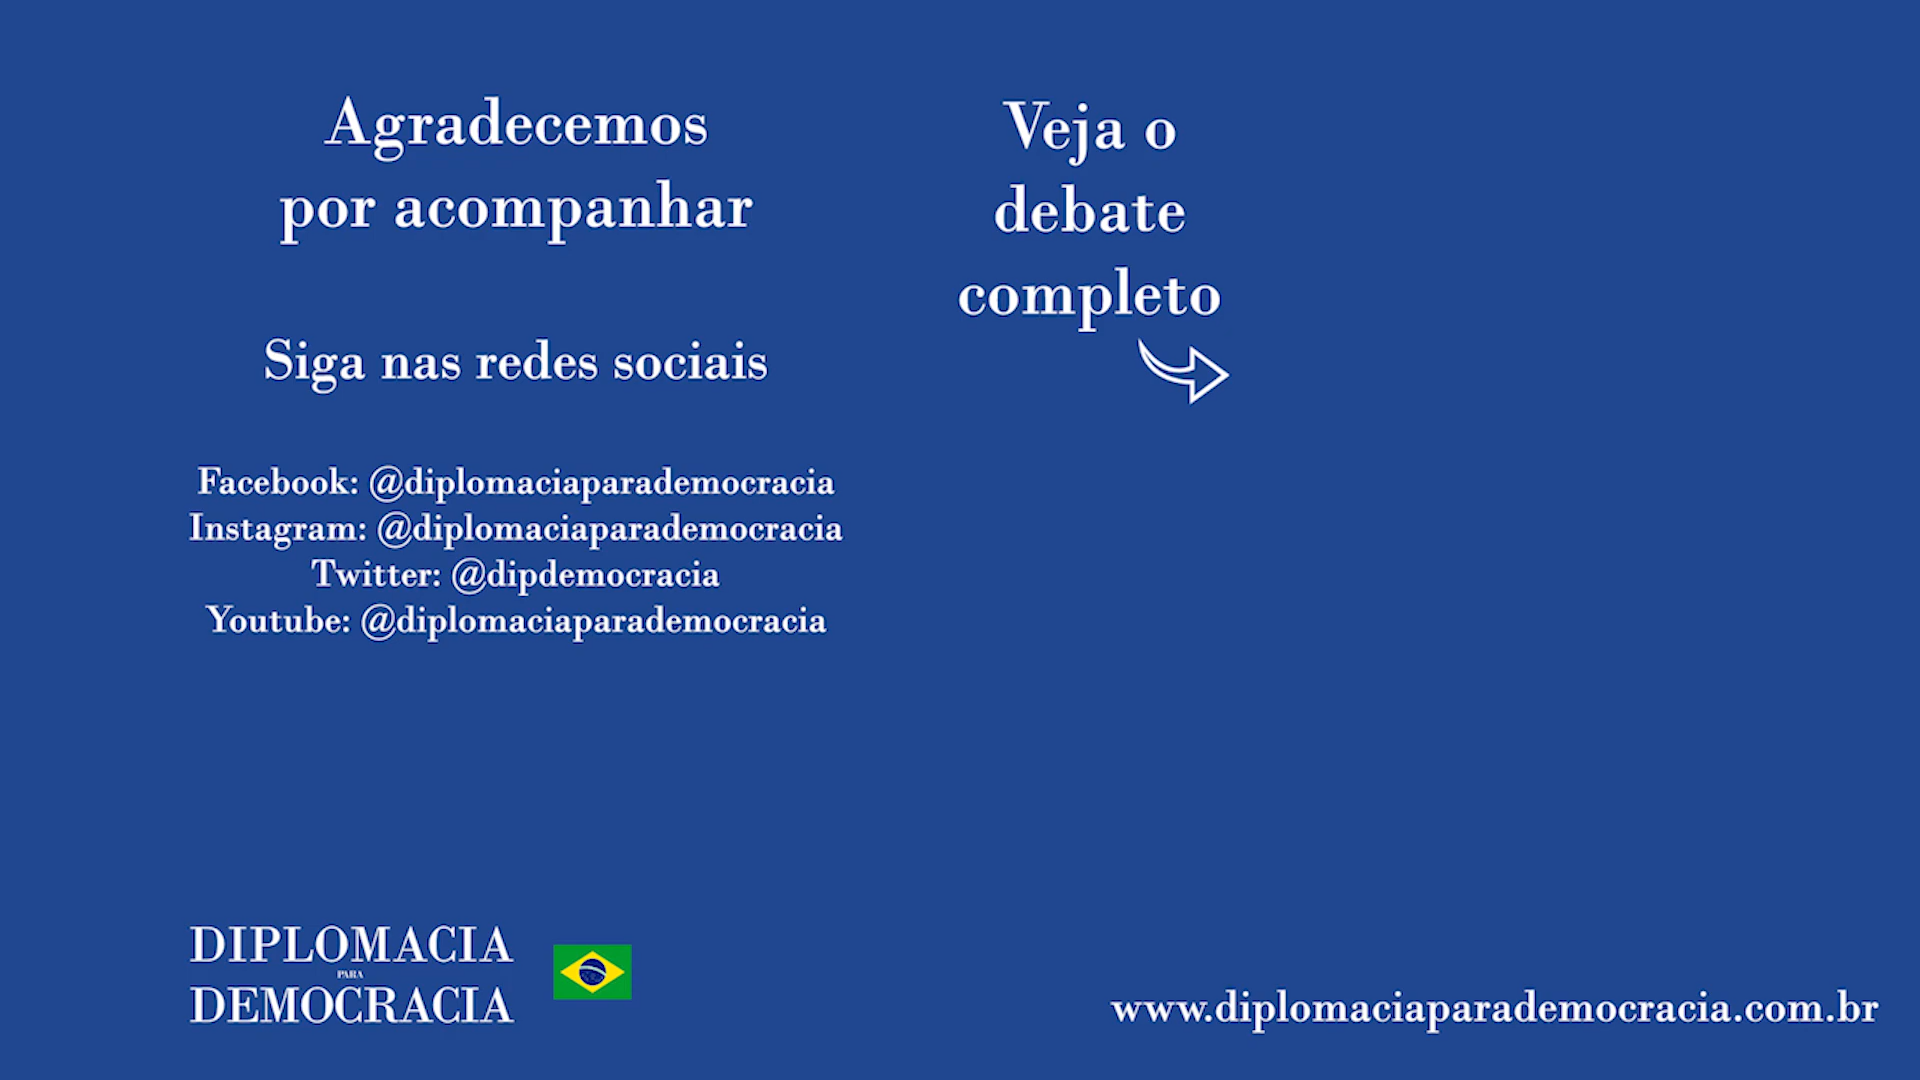 Agradecemos
por acompanhar
Siga nas redes sociais
Facebook: @diplomaciaparademocracia
Instagram: @diplomaciaparademocracia
Twitter: @dipdemocracia
Youtube: @diplomaciaparademocracia
Veja o
debate
completo
DIPLOMACIA
PARA
DEMOCRACIA
www.diplomaciaparademocracia.com.br